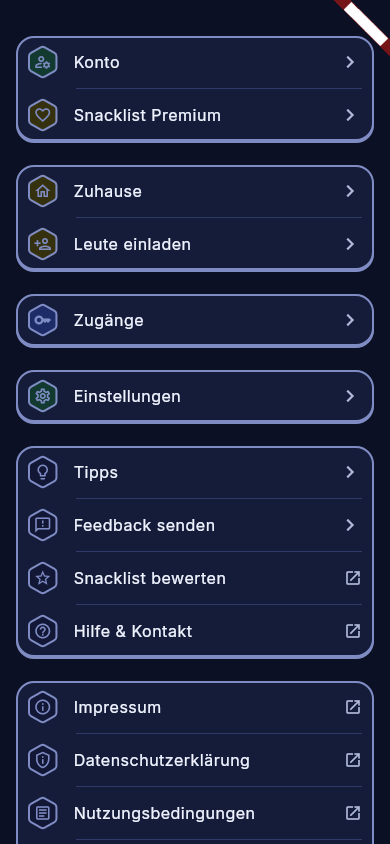 Konto
Snacklist Premium
Zuhause
Leute einladen
Zugänge
Einstellungen
Tipps
Feedback senden
Snacklist bewerten
Hilfe & Kontakt
Impressum
Datenschutzerklärung
Nutzungsbedingungen